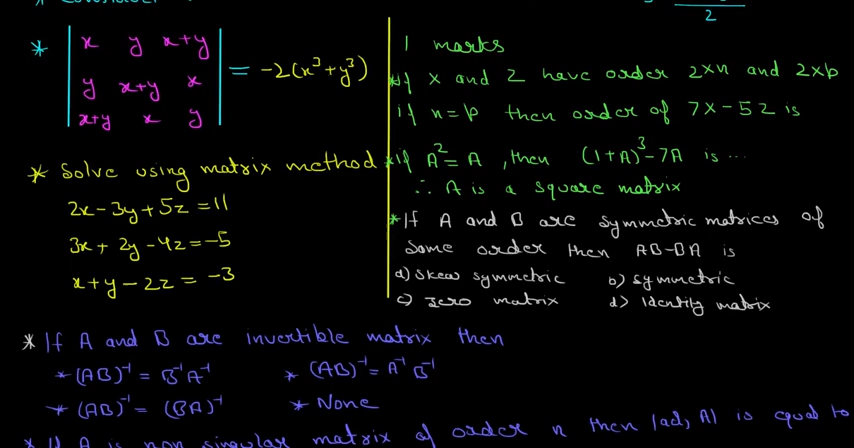 2
* | x y x+y |
| y x+y x | = -2(x³+y³)
| x+y x y |
* Solve using matrix method
2x-3y+5z=11
3x+2y-4z=-5
x+y-2z=-3
1 marks
* if X and Z have order 2×n and 2×p
if n=p then order of 7X-5Z is
* if A²=A, then (1+A)³-7A is ...
∴ A is a square matrix
* If A and B are symmetric matrices of
same order then AB-BA is
a) Skew symmetric b) symmetric
c) zero matrix d) Identity matrix
* If A and B are invertible matrix then
* (AB)⁻¹ = B⁻¹A⁻¹ * (AB)⁻¹ = A⁻¹ B⁻¹
* (AB)⁻¹ = (BA)⁻¹ * None
* If A is non singular matrix of order n then |adj A| is equal to